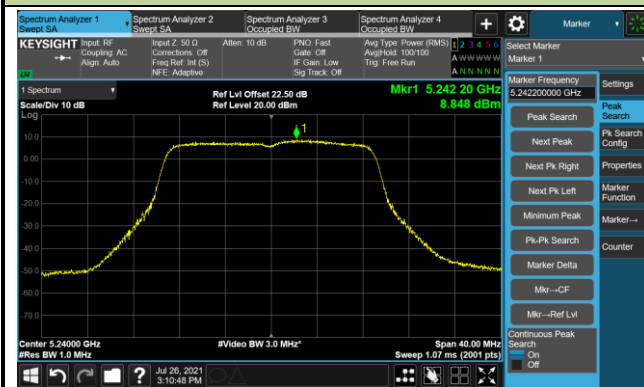 Spectrum Analyzer 1
Swept SA
Spectrum Analyzer 2
Swept SA
Spectrum Analyzer 3
Occupied BW
Spectrum Analyzer 4
Occupied BW
+
Marker
KEYSIGHT
Input: RF
Coupling: AC
Align: Auto
Input Z: 50 Ω
Corrections: Off
Freq Ref: Int (S)
NFE: Adaptive
Atten: 10 dB
PNO: Fast
Gate: Off
IF Gain: Low
Sig Track: Off
Avg Type: Power (RMS)
Avg|Hold: 100/100
Trig: Free Run
1 2 3 4 5 6
A W W W W W
A N N N N N
LXI
Select Marker
Marker 1
1 Spectrum
Scale/Div 10 dB
Log
Ref Lvl Offset 22.50 dB
Ref Level 20.00 dBm
Mkr1 5.242 20 GHz
8.848 dBm
1
10.0
0.00
-10.0
-20.0
-30.0
-40.0
-50.0
-60.0
-70.0
Center 5.24000 GHz
#Res BW 1.0 MHz
#Video BW 3.0 MHz*
Span 40.00 MHz
Sweep 1.07 ms (2001 pts)
Marker Frequency
5.242200000 GHz
Peak Search
Next Peak
Next Pk Right
Next Pk Left
Minimum Peak
Pk-Pk Search
Marker Delta
Mkr→CF
Mkr→Ref Lvl
Continuous Peak
Search
On
Off
Settings
Peak
Search
Pk Search
Config
Properties
Marker
Function
Marker→
Counter
?
Jul 26, 2021
3:10:48 PM